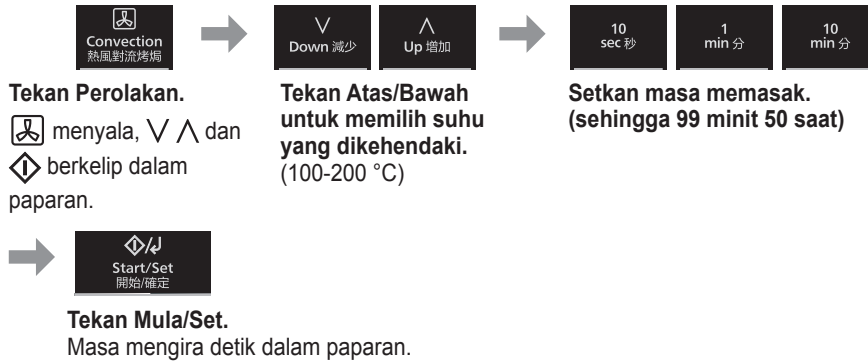 Convection
熱風對流烤焗
Down 減少
Up 增加
10
sec 秒
1
min 分
10
min 分
Tekan Perolakan.
menyala, ∨ ∧ dan
berkelip dalam
paparan.
Tekan Atas/Bawah
untuk memilih suhu
yang dikehendaki.
(100-200 °C)
Setkan masa memasak.
(sehingga 99 minit 50 saat)
Start/Set
開始/確定
Tekan Mula/Set.
Masa mengira detik dalam paparan.